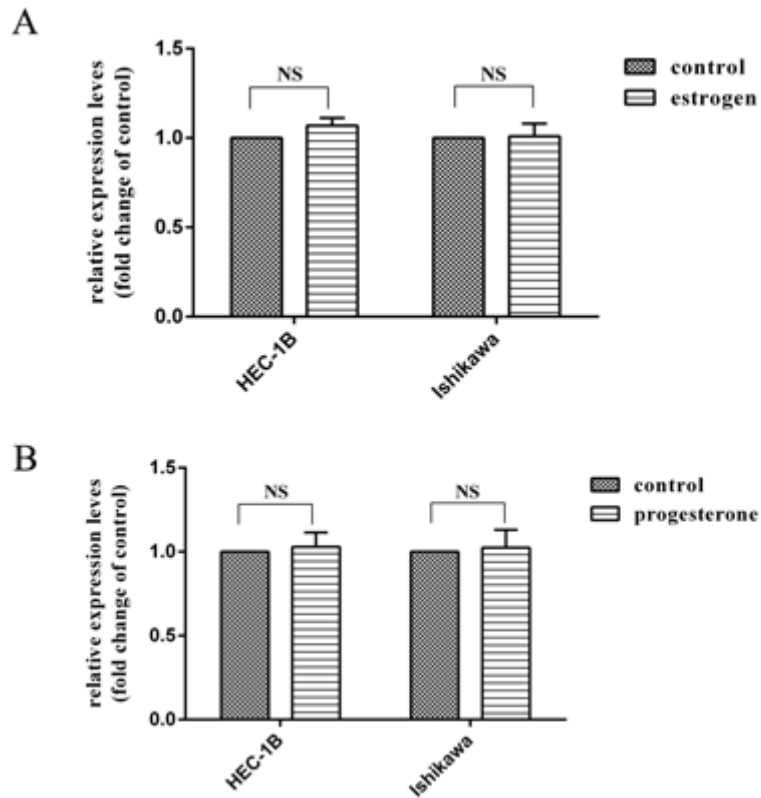 A
relative expression leves
(fold change of control)
1.5
1.0
0.5
0.0
NS
NS
control
estrogen
HEC-1B
Ishikawa
B
relative expression leves
(fold change of control)
1.5
1.0
0.5
0.0
NS
NS
control
progesterone
HEC-1B
Ishikawa